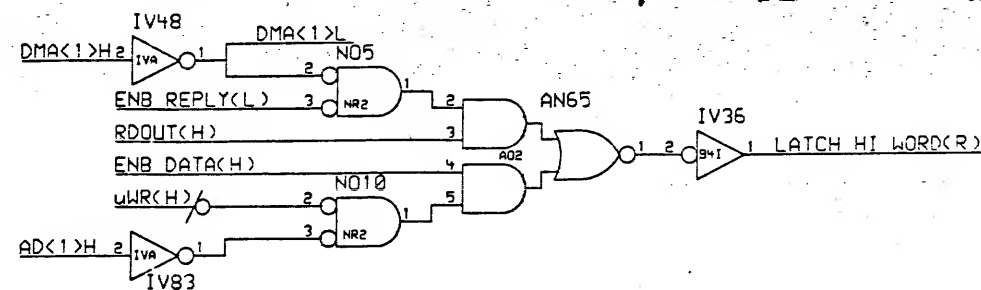 IV48
DMA<1>L
DMA<1>H 2 IVA 1
NO5
2 1
ENB REPLY(L) 3 NR2
2 AN65
RDOUT(H) 3
IV36
ENB DATA(H) 4 AO2 1 2 94I 1 LATCH HI WORD(R)
NO10
uWR(H) 2 1 5
3 NR2
AD<1>H 2 IVA 1
IV83